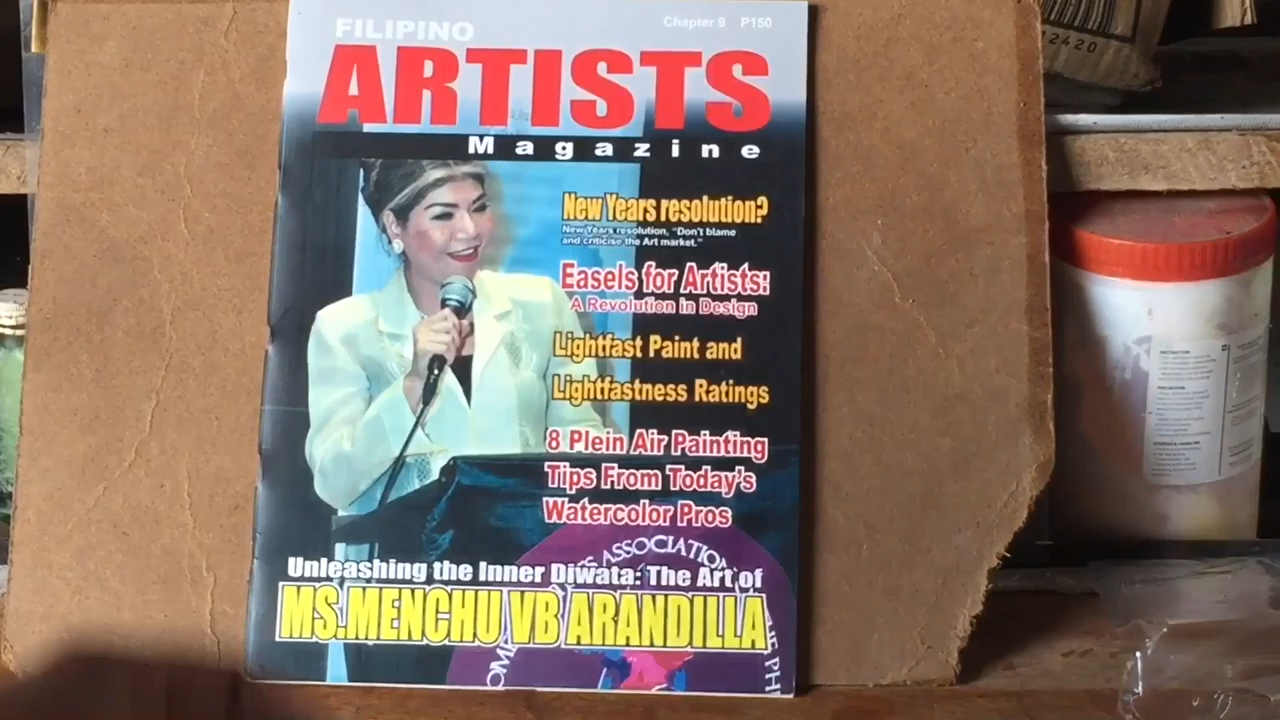 FILIPINO
Chapter 9 P150
ARTISTS
Magazine
New Years resolution?
New Years resolution, "Don't blame
and criticise the Art market."
Easels for Artists:
A Revolution in Design
Lightfast Paint and
Lightfastness Ratings
8 Plein Air Painting
Tips From Today's
Watercolor Pros
ASSOCIATION
Unleashing the Inner Diwata: The Art of
MS.MENCHU VB ARANDILLA
2420